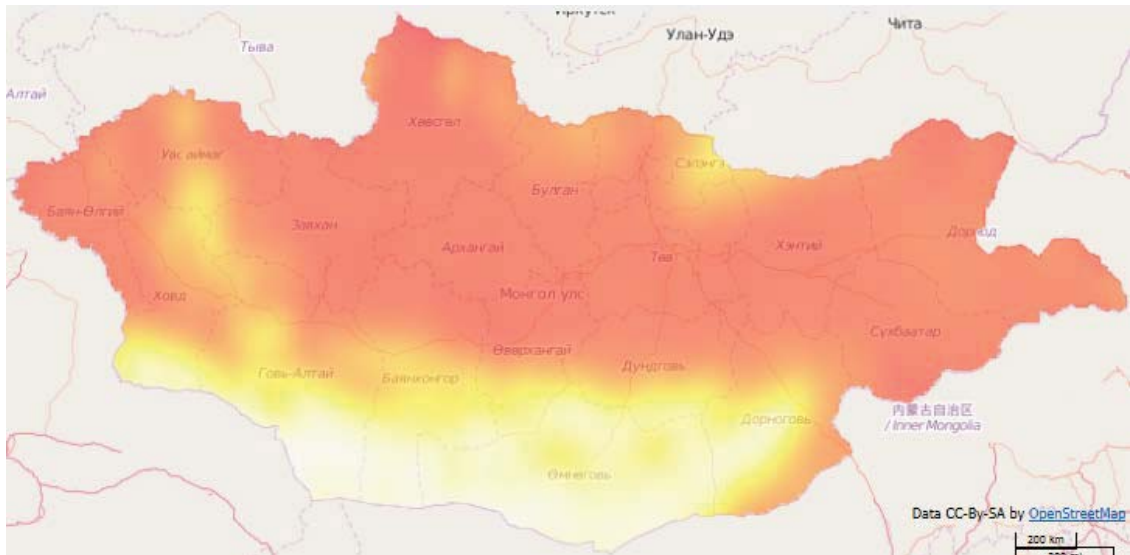 Иркутск
Чита
Улан-Удэ
Тыва
Алтай
Хөвсгөл
Увс аймаг
Сэлэнгэ
Булган
Баян-Өлгий
Завхан
Архангай
Төв
Хэнтий
Дорнод
Ховд
Монгол улс
Сүхбаатар
Өвөрхангай
Дундговь
Говь-Алтай
Баянхонгор
Дорноговь
内蒙古自治区
/ Inner Mongolia
Өмнөговь
Data CC-By-SA by OpenStreetMap
200 km